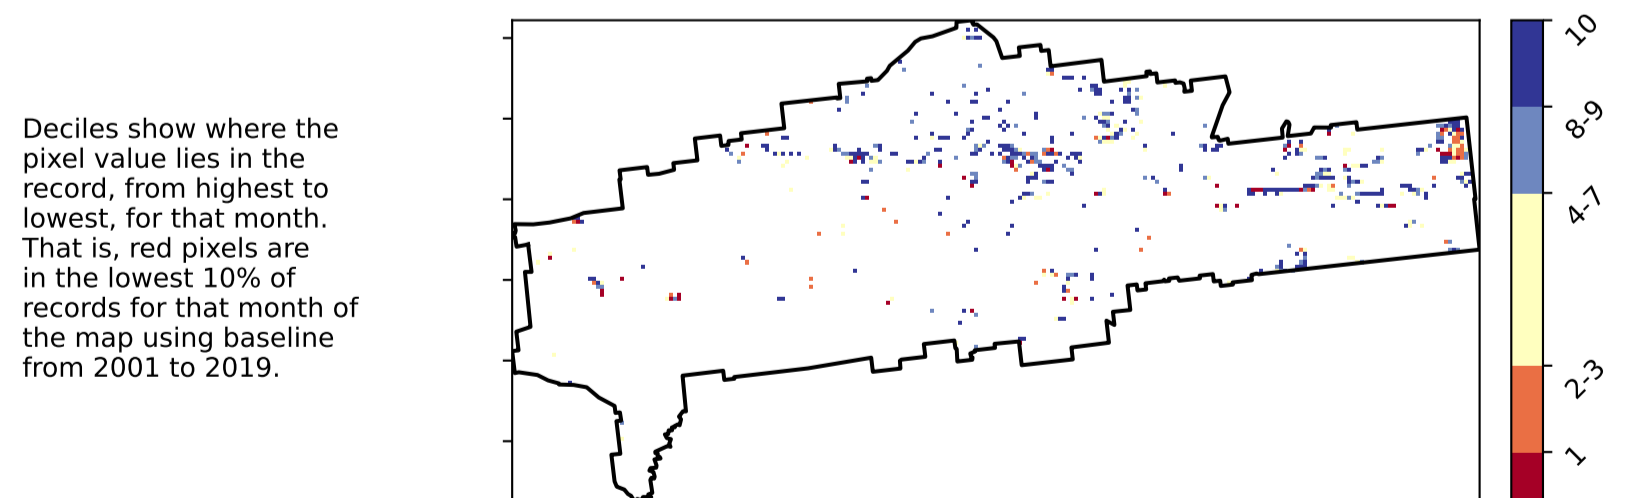 Deciles show where the
pixel value lies in the
record, from highest to
lowest, for that month.
That is, red pixels are
in the lowest 10% of
records for that month of
the map using baseline
from 2001 to 2019.
10
8-9
4-7
2-3
1